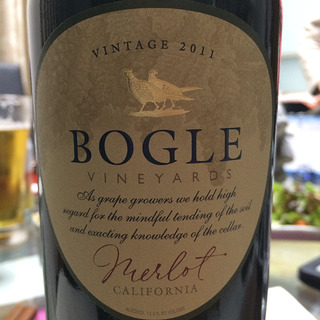 VINTAGE 2011
BOGLE
VINEYARDS
As grape growers we hold high
regard for the mindful tending of the soil
and exacting knowledge of the cellar.
Merlot
CALIFORNIA